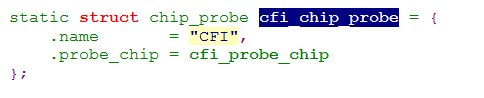 static struct chip_probe cfi_chip_probe = {
    .name       = "CFI",
    .probe_chip = cfi_probe_chip
};